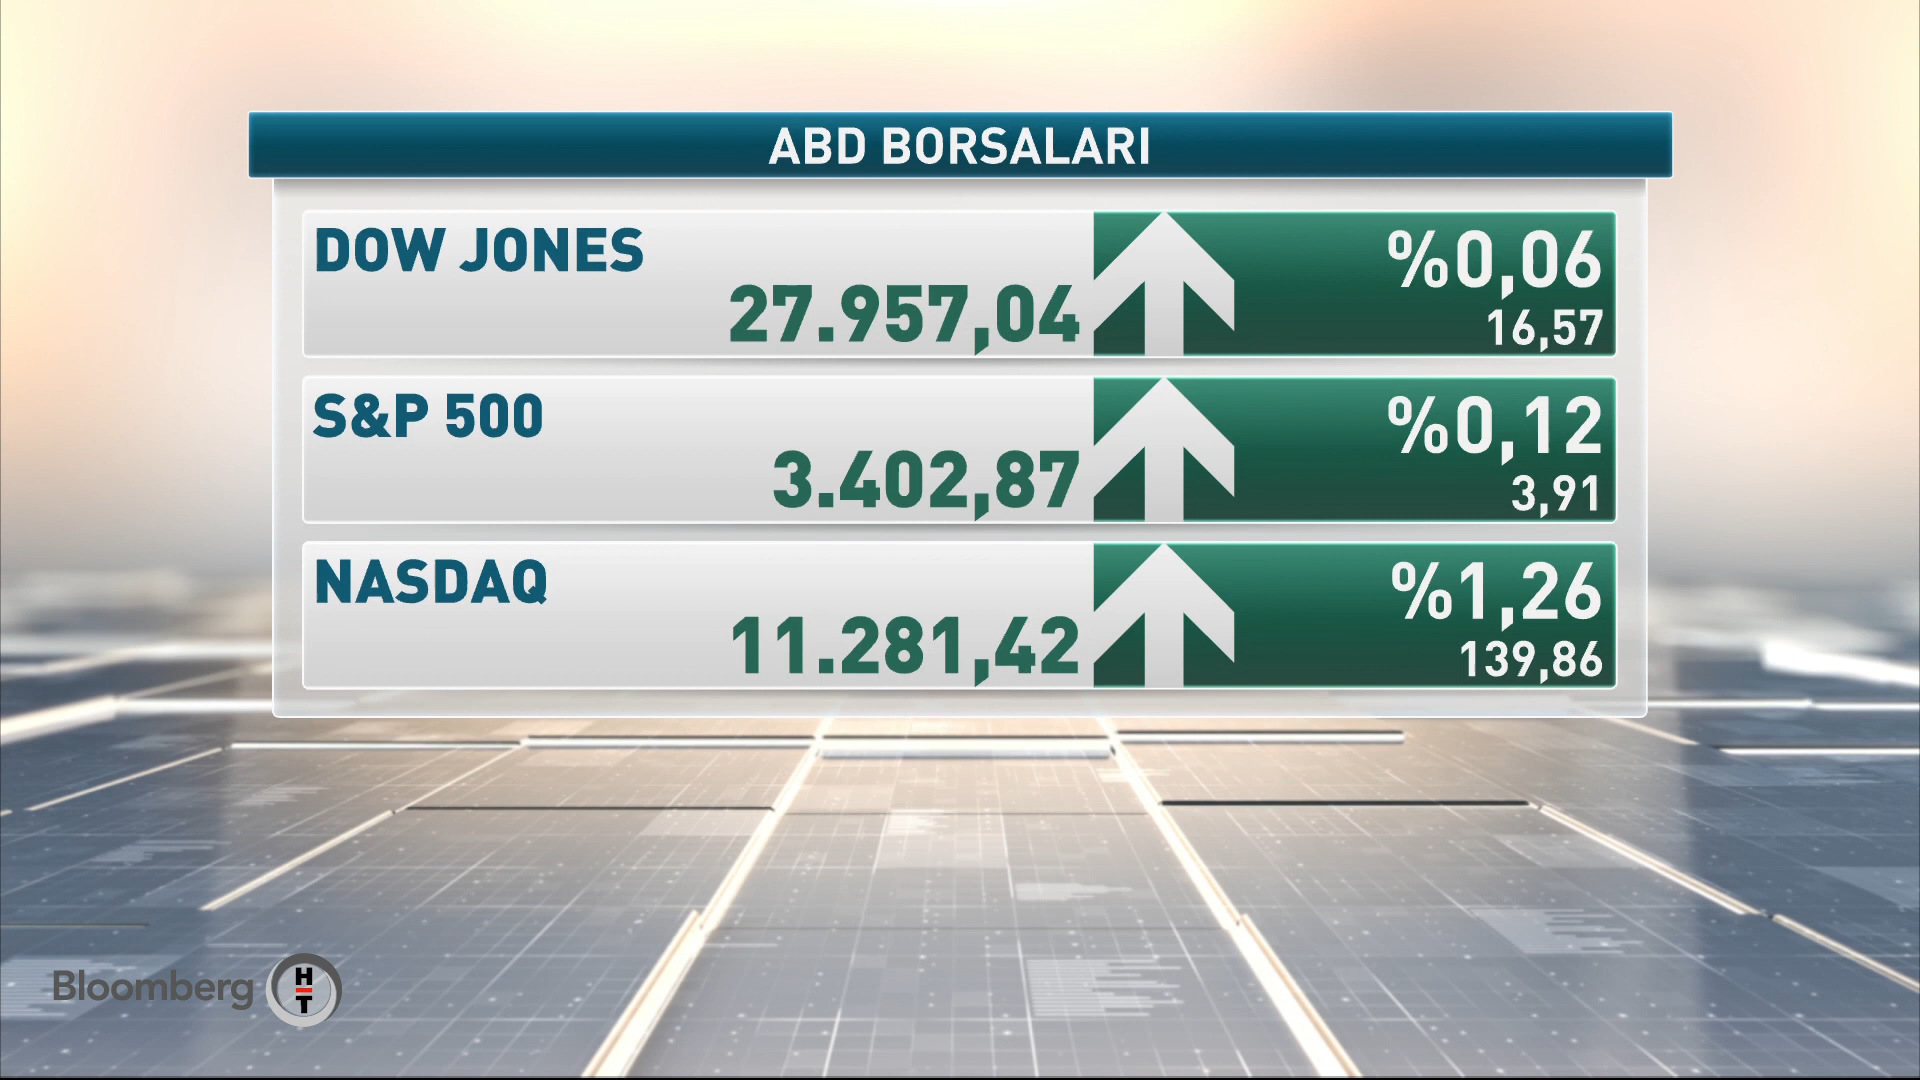 ABD BORSALARI
DOW JONES
27.957,04
%0,06
16,57
S&P 500
3.402,87
%0,12
3,91
NASDAQ
11.281,42
%1,26
139,86
Bloomberg HT